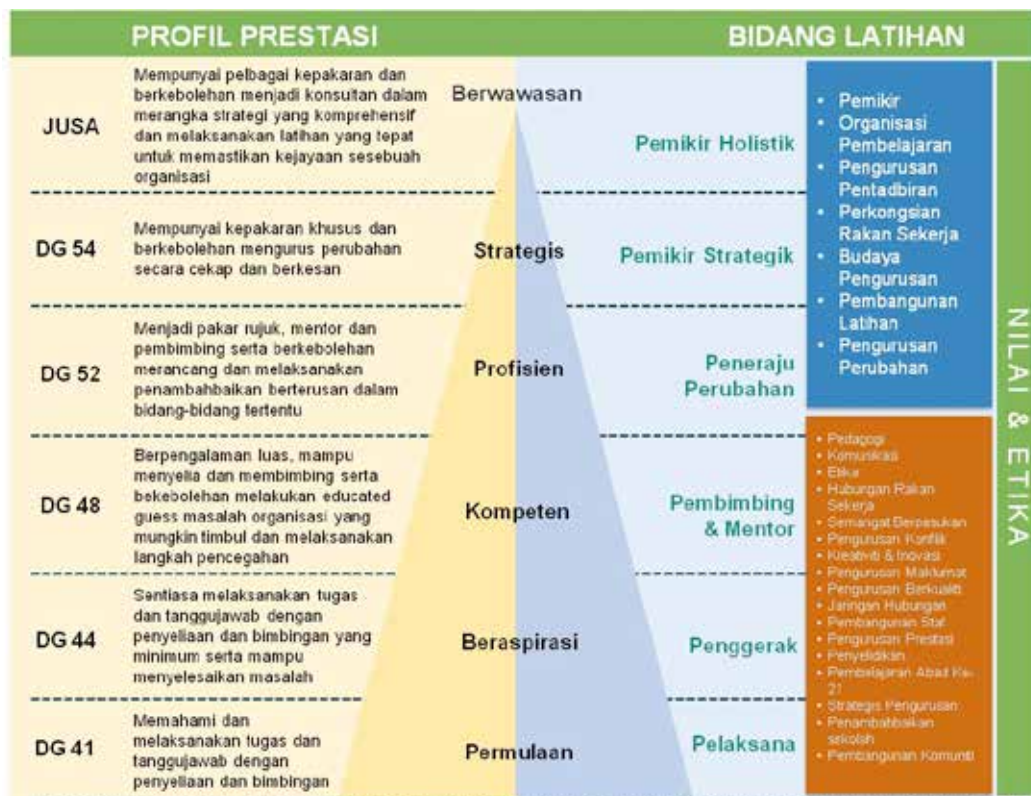 PROFIL PRESTASI
BIDANG LATIHAN
JUSA
Mempunyai pelbagai kepakaran dan
berkebolehan menjadi konsultan dalam
merangka strategi yang komprehensif
dan melaksanakan latihan yang tepat
untuk memastikan kejayaan sesebuah
organisasi
Berwawasan
Pemikir Holistik
DG 54
Mempunyai kepakaran khusus dan
berkebolehan mengurus perubahan
secara cekap dan berkesan
Strategis
Pemikir Strategik
DG 52
Menjadi pakar rujuk, mentor dan
pembimbing serta berkebolehan
merancang dan melaksanakan
penambahbaikan berterusan dalam
bidang-bidang tertentu
Profisien
Peneraju
Perubahan
DG 48
Berpengalaman luas, mampu
menyelia dan membimbing serta
bekebolehan melakukan educated
guess masalah organisasi yang
mungkin timbul dan melaksanakan
langkah pencegahan
Kompeten
Pembimbing
& Mentor
DG 44
Sentiasa melaksanakan tugas
dan tanggujawab dengan
penyeliaan dan bimbingan yang
minimum serta mampu
menyelesaikan masalah
Beraspirasi
Penggerak
DG 41
Memahami dan
melaksanakan tugas dan
tanggujawab dengan
penyeliaan dan bimbingan
Permulaan
Pelaksana
• Pemikir
• Organisasi
Pembelajaran
• Pengurusan
Pentadbiran
• Perkongsian
Rakan Sekerja
• Budaya
Pengurusan
• Pembangunan
Latihan
• Pengurusan
Perubahan
• Pedagogi
• Komunikasi
• Etika
• Hubungan Rakan
Sekerja
• Semangat Berpasukan
• Pengurusan Konflik
• Kreativiti & Inovasi
• Pengurusan Maklumat
• Pengurusan Berkualiti
• Jaringan Hubungan
• Pembangunan Staf
• Pengurusan Prestasi
• Penyelidikan
• Pembelajaran Abad Ke-
21
• Strategis Pengurusan
• Penambahbaikan
sekolah
• Pembangunan Komuniti
NILAI & ETIKA